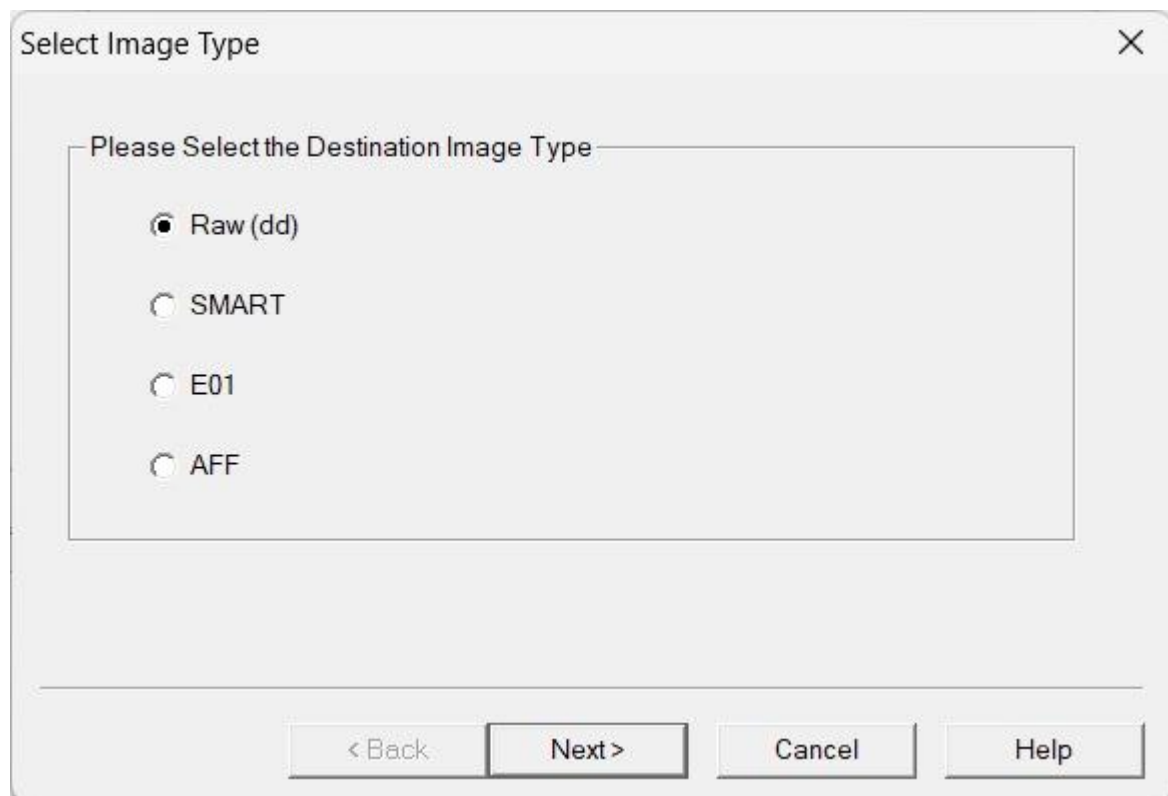 Select Image Type
Please Select the Destination Image Type
Raw (dd)
SMART
E01
AFF
< Back Next > Cancel Help